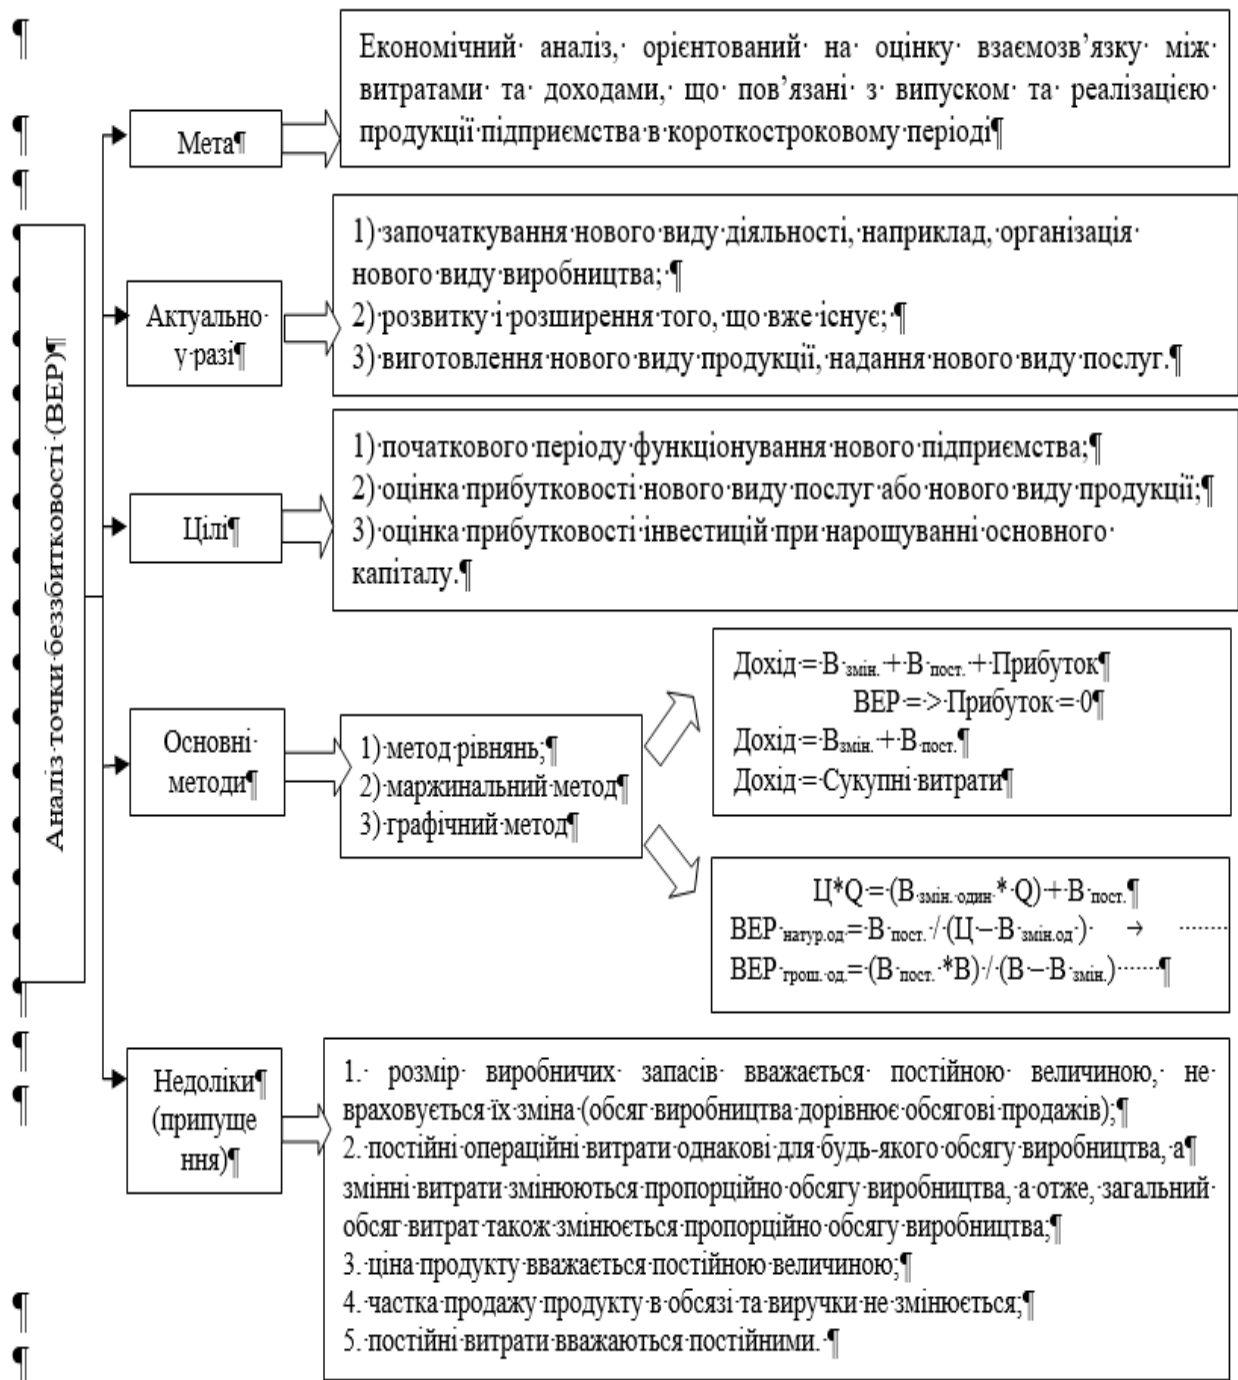 Аналіз точки беззбитковості (ВЕР)¶
Мета¶
Економічний аналіз, орієнтований на оцінку взаємозв’язку між
витратами та доходами, що пов’язані з випуском та реалізацією
продукції підприємства в короткостроковому періоді¶
Актуально
у разі¶
1) започаткування нового виду діяльності, наприклад, організація
нового виду виробництва; ¶
2) розвитку і розширення того, що вже існує; ¶
3) виготовлення нового виду продукції, надання нового виду послуг.¶
Цілі¶
1) початкового періоду функціонування нового підприємства;¶
2) оцінка прибутковості нового виду послуг або нового виду продукції;¶
3) оцінка прибутковості інвестицій при нарощуванні основного
капіталу.¶
Основні
методи¶
1) метод рівнянь;¶
2) маржинальний метод¶
3) графічний метод¶
Дохід = В змін. + В пост. + Прибуток¶
ВЕР = > Прибуток = 0¶
Дохід = Взмін. + В пост.¶
Дохід = Сукупні витрати¶
Ц*Q = (В змін. один * Q) + В пост.¶
ВЕР натур.од = В пост. / (Ц – В змін.од ) →
ВЕР грош. од. = (В пост. *В) / (В – В змін.) ¶
Недоліки¶
(припуще
ння)¶
1. розмір виробничих запасів вважається постійною величиною, не
враховується їх зміна (обсяг виробництва дорівнює обсягові продажів);¶
2. постійні операційні витрати однакові для будь-якого обсягу виробництва, а¶
змінні витрати змінюються пропорційно обсягу виробництва, а отже, загальний
обсяг витрат також змінюється пропорційно обсягу виробництва;¶
3. ціна продукту вважається постійною величиною;¶
4. частка продажу продукту в обсязі та виручки не змінюється;¶
5. постійні витрати вважаються постійними. ¶